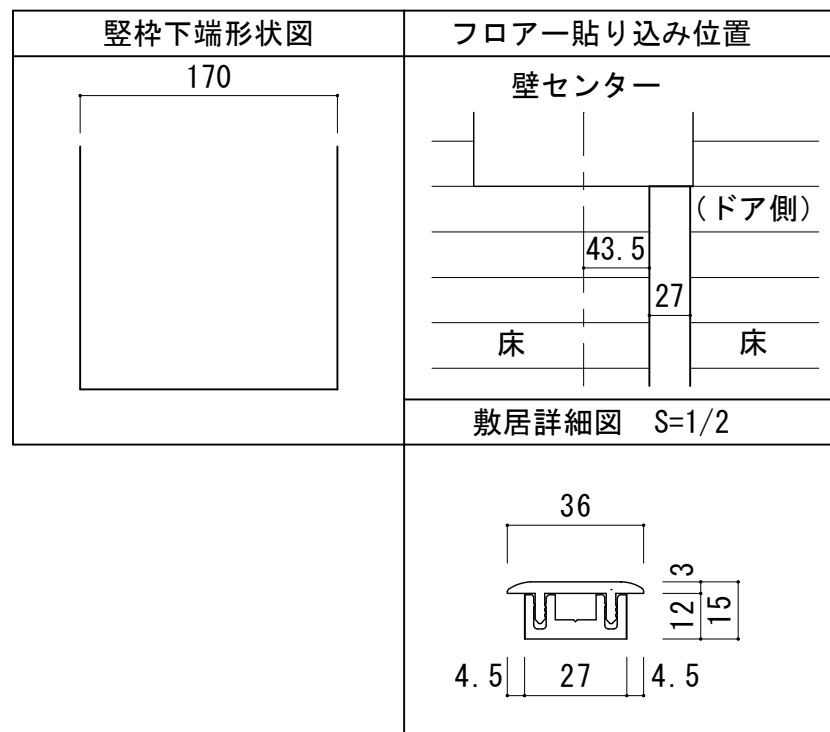 竪枠下端形状図
フロアー貼り込み位置
170
壁センター
(ドア側)
43.5
27
床
床
敷居詳細図 S=1/2
36
3
12
15
4.5
27
4.5